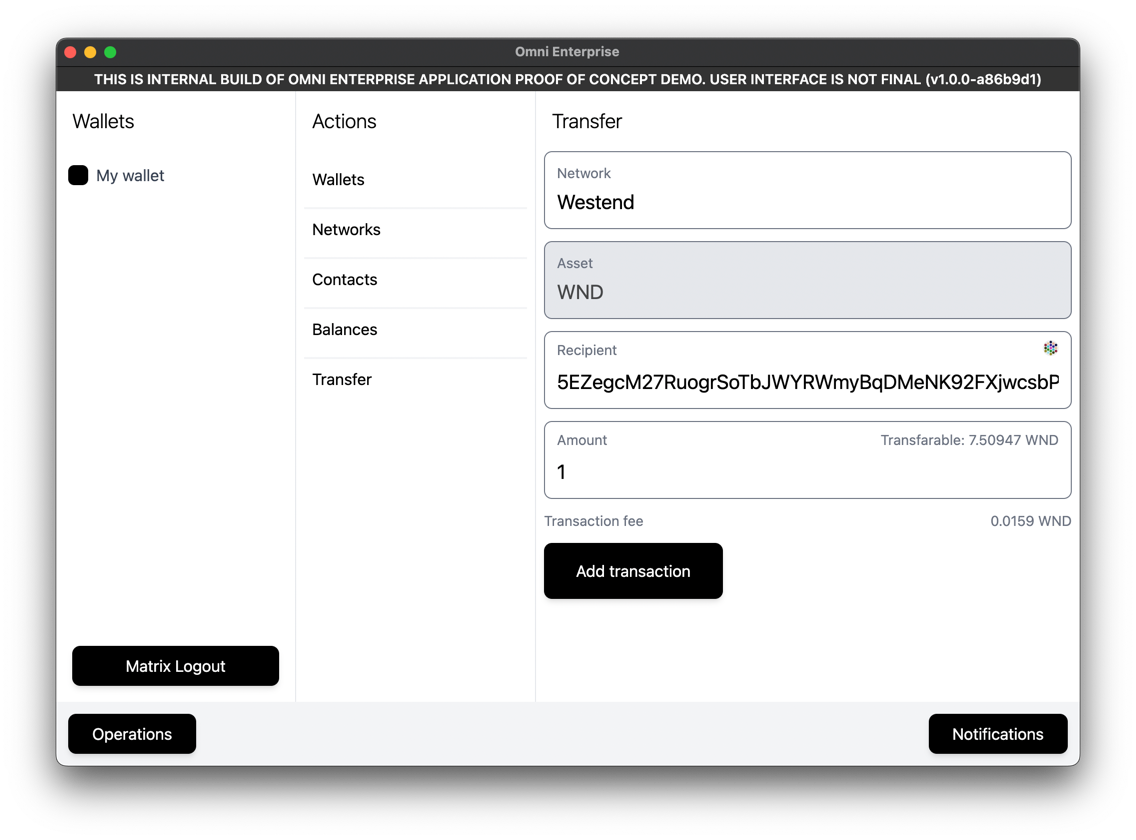 Omni Enterprise
THIS IS INTERNAL BUILD OF OMNI ENTERPRISE APPLICATION PROOF OF CONCEPT DEMO. USER INTERFACE IS NOT FINAL (v1.0.0-a86b9d1)
Wallets
My wallet
Matrix Logout
Actions
Wallets
Networks
Contacts
Balances
Transfer
Transfer
Network
Westend
Asset
WND
Recipient
5EZegcM27RuogrSoTbJWYRWmyBqDMeNK92FXjwcsbP
Amount
Transfarable: 7.50947 WND
1
Transaction fee
0.0159 WND
Add transaction
Operations
Notifications